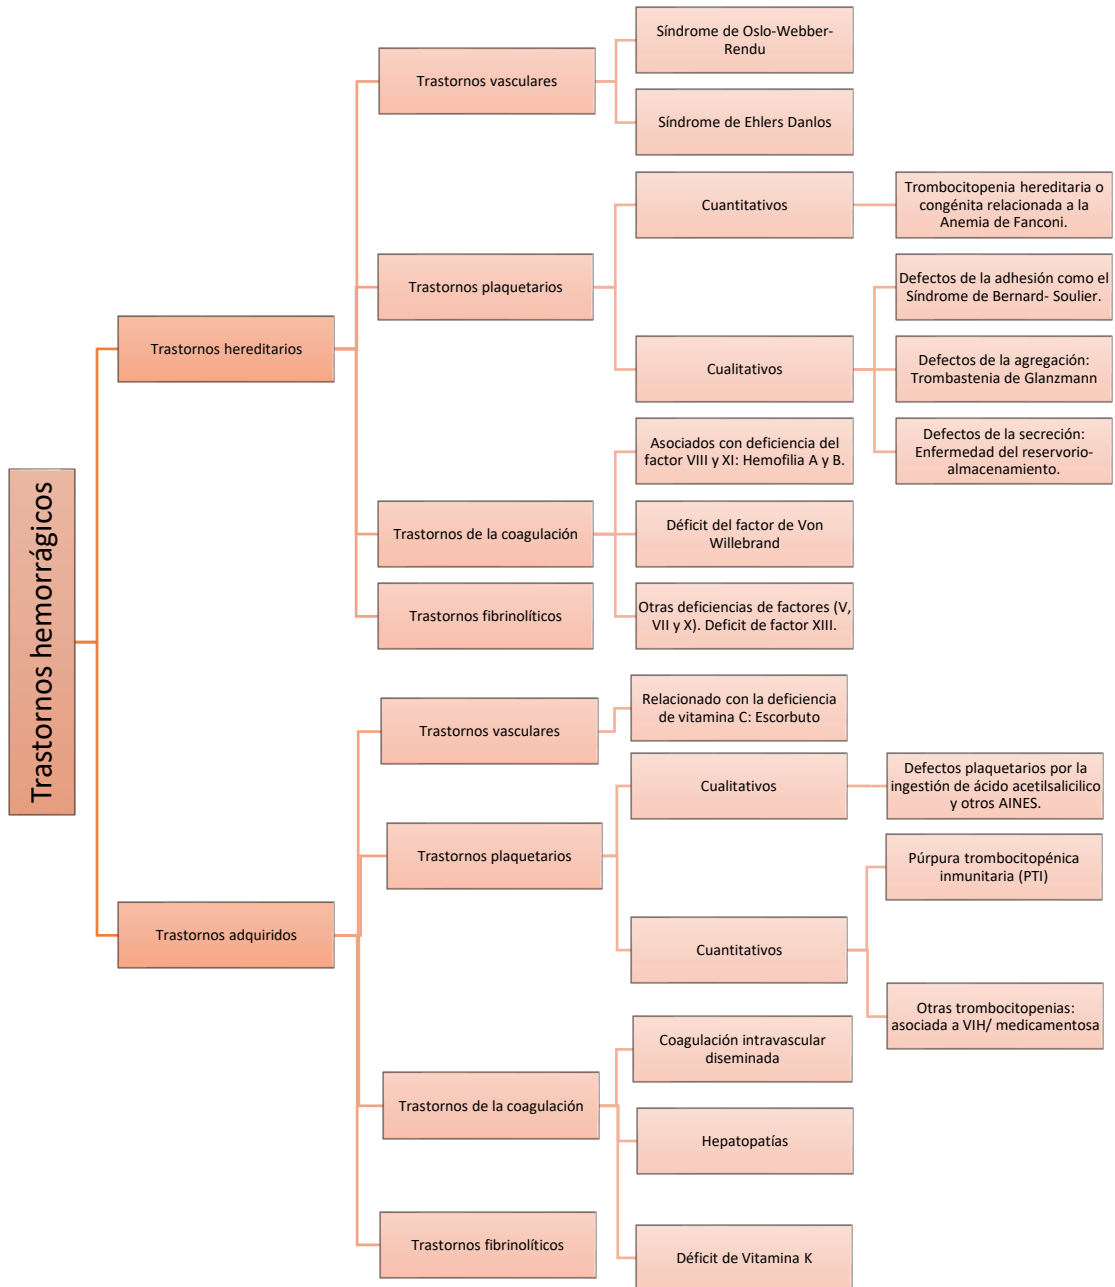 Trastornos hemorrágicos
Trastornos hereditarios
Trastornos vasculares
Síndrome de Oslo-Webber-
Rendu
Síndrome de Ehlers Danlos
Trastornos plaquetarios
Cuantitativos
Trombocitopenia hereditaria o
congénita relacionada a la
Anemia de Fanconi.
Cualitativos
Defectos de la adhesión como el
Síndrome de Bernard- Soulier.
Defectos de la agregación:
Trombastenia de Glanzmann
Defectos de la secreción:
Enfermedad del reservorio-
almacenamiento.
Trastornos de la coagulación
Asociados con deficiencia del
factor VIII y XI: Hemofilia A y B.
Déficit del factor de Von
Willebrand
Otras deficiencias de factores (V,
VII y X). Deficit de factor XIII.
Trastornos fibrinolíticos
Trastornos adquiridos
Trastornos vasculares
Relacionado con la deficiencia
de vitamina C: Escorbuto
Trastornos plaquetarios
Cualitativos
Defectos plaquetarios por la
ingestión de ácido acetilsalicilico
y otros AINES.
Cuantitativos
Púrpura trombocitopénica
inmunitaria (PTI)
Otras trombocitopenias:
asociada a VIH/ medicamentosa
Trastornos de la coagulación
Coagulación intravascular
diseminada
Hepatopatías
Déficit de Vitamina K
Trastornos fibrinolíticos